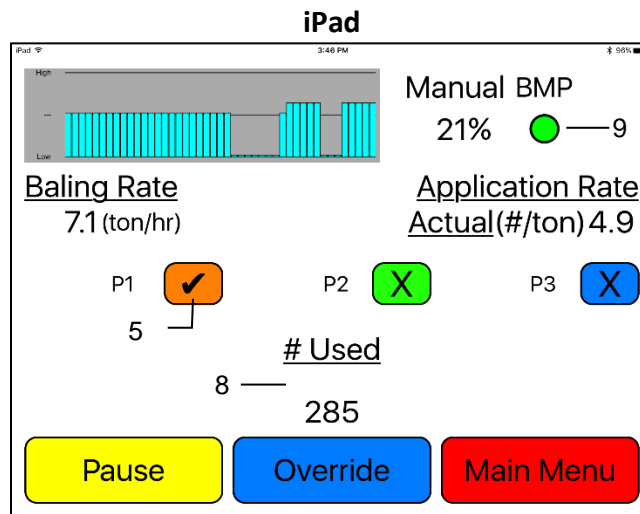 iPad
iPad 3:46 PM 96%
High
---
Low
Manual BMP
21% 9
Baling Rate Application Rate
7.1 (ton/hr) Actual(#/ton) 4.9
P1 ✔ P2 X P3 X
5
# Used
8
285
Pause Override Main Menu